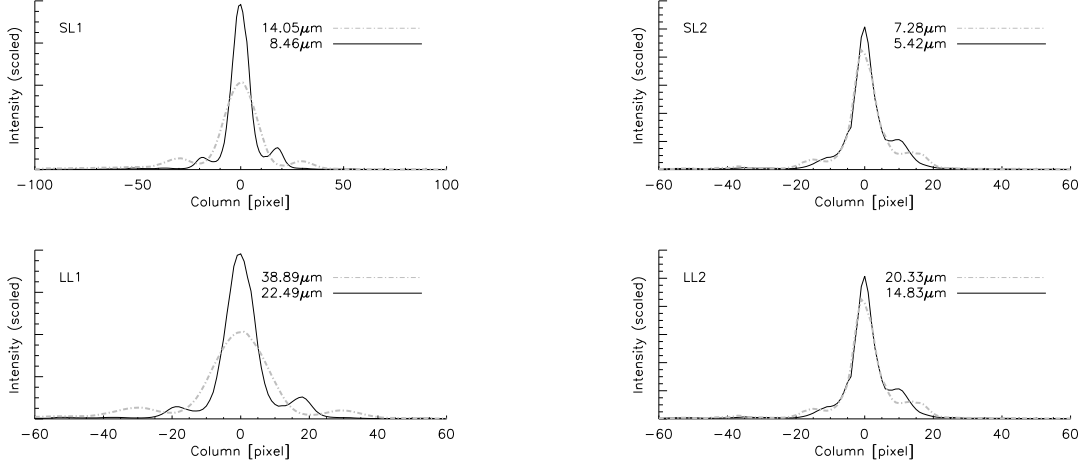 SL1
14.05μm
8.46μm
Intensity (scaled)
-100 -50 0 50 100
Column [pixel]
SL2
7.28μm
5.42μm
Intensity (scaled)
-60 -40 -20 0 20 40 60
Column [pixel]
LL1
38.89μm
22.49μm
Intensity (scaled)
-60 -40 -20 0 20 40 60
Column [pixel]
LL2
20.33μm
14.83μm
Intensity (scaled)
-60 -40 -20 0 20 40 60
Column [pixel]